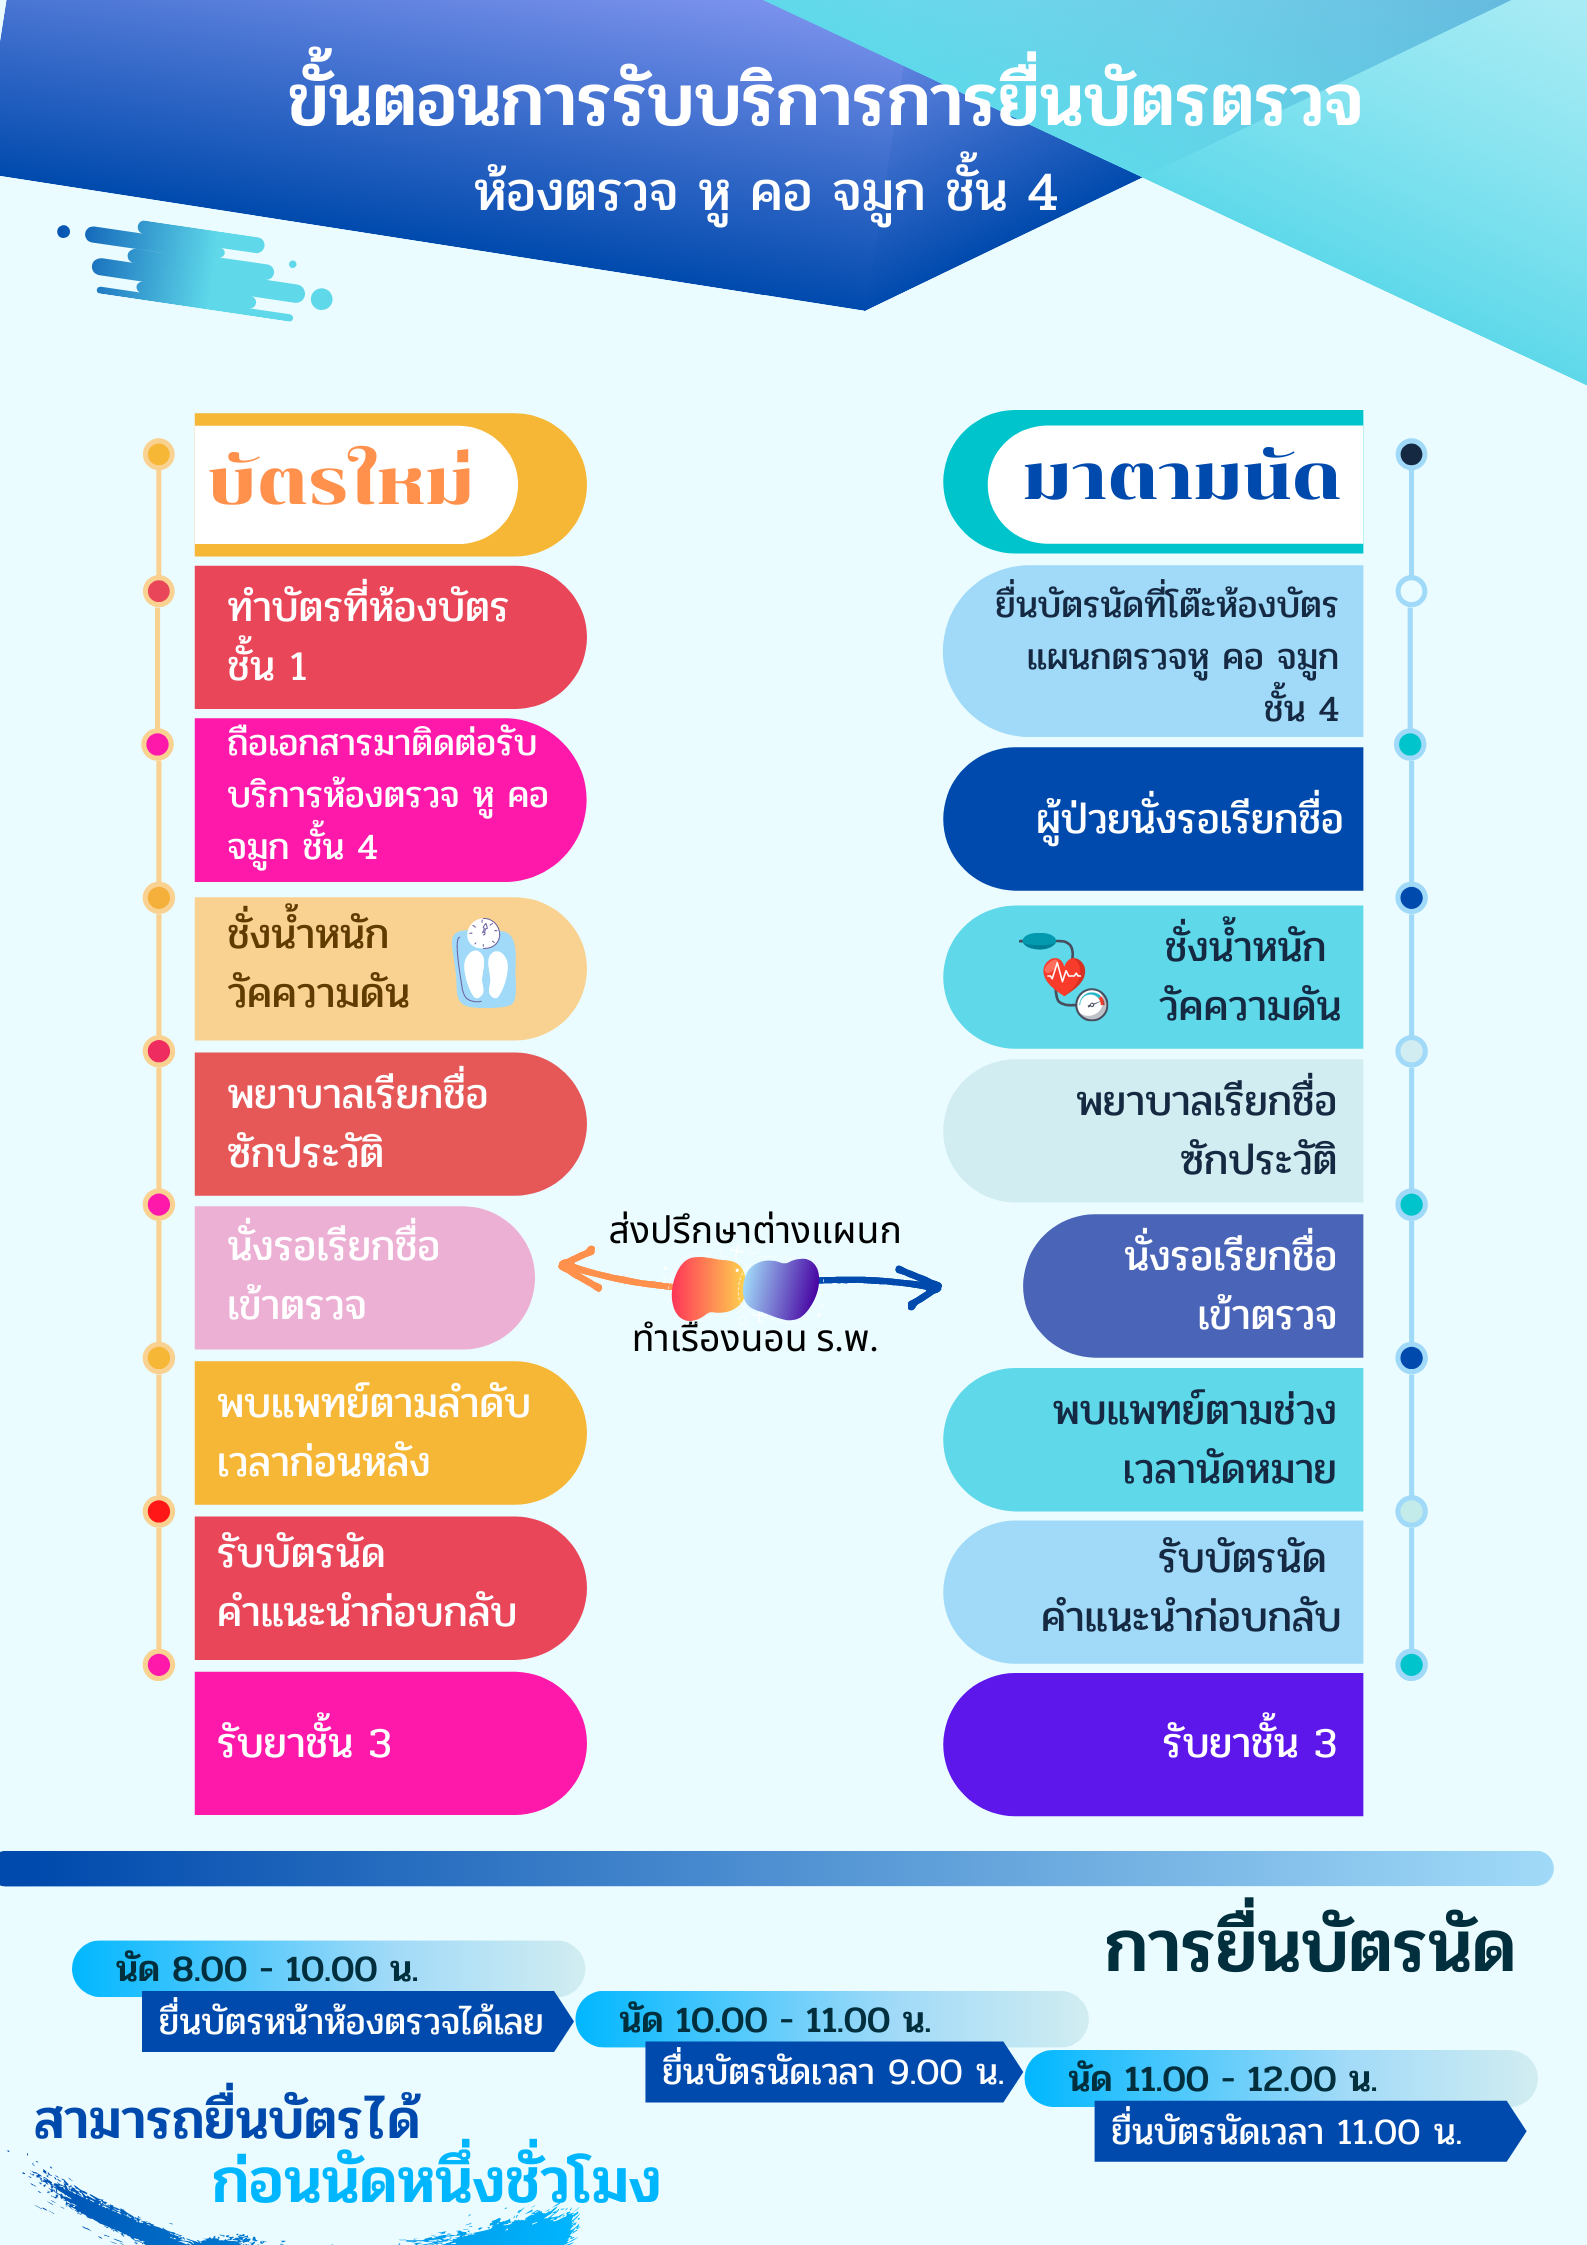 ขั้นตอนการรับบริการการยื่นบัตรตรวจ
ห้องตรวจ หู คอ จมูก ชั้น 4
บัตรใหม่
ทำบัตรที่ห้องบัตร
ชั้น 1
ถือเอกสารมาติดต่อรับ
บริการห้องตรวจ หู คอ
จมูก ชั้น 4
ชั่งน้ำหนัก
วัคความดัน
พยาบาลเรียกชื่อ
ซักประวัติ
นั่งรอเรียกชื่อ
เข้าตรวจ
พบแพทย์ตามลำดับ
เวลาก่อนหลัง
รับบัตรนัด
คำแนะนำก่อบกลับ
รับยาชั้น 3
ส่งปรึกษาต่างแผนก
ทำเรื่องนอน ร.พ.
มาตามนัด
ยื่นบัตรนัดที่โต๊ะห้องบัตร
แผนกตรวจหู คอ จมูก
ชั้น 4
ผู้ป่วยนั่งรอเรียกชื่อ
ชั่งน้ำหนัก
วัคความดัน
พยาบาลเรียกชื่อ
ซักประวัติ
นั่งรอเรียกชื่อ
เข้าตรวจ
พบแพทย์ตามช่วง
เวลานัดหมาย
รับบัตรนัด
คำแนะนำก่อบกลับ
รับยาชั้น 3
การยื่นบัตรนัด
นัด 8.00 - 10.00 น.
ยื่นบัตรหน้าห้องตรวจได้เลย
นัด 10.00 - 11.00 น.
ยื่นบัตรนัดเวลา 9.00 น.
นัด 11.00 - 12.00 น.
ยื่นบัตรนัดเวลา 11.00 น.
สามารถยื่นบัตรได้
ก่อนนัดหนึ่งชั่วโมง